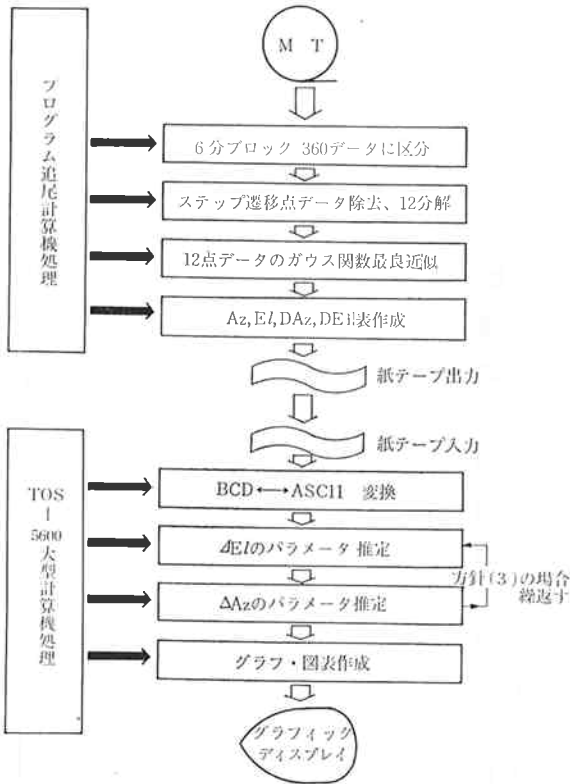 M T
プログラム追尾計算機処理
6分ブロック 360データに区分
ステップ遷移点データ除去、12分解
12点データのガウス関数最良近似
Az,El,DAz,DEl表作成
紙テープ出力
紙テープ入力
TOS-5600大型計算機処理
BCD⟷ASC11 変換
ΔElのパラメータ推定
ΔAzのパラメータ推定
方針(3)の場合
繰返す
グラフ・図表作成
グラフィック
ディスプレイ